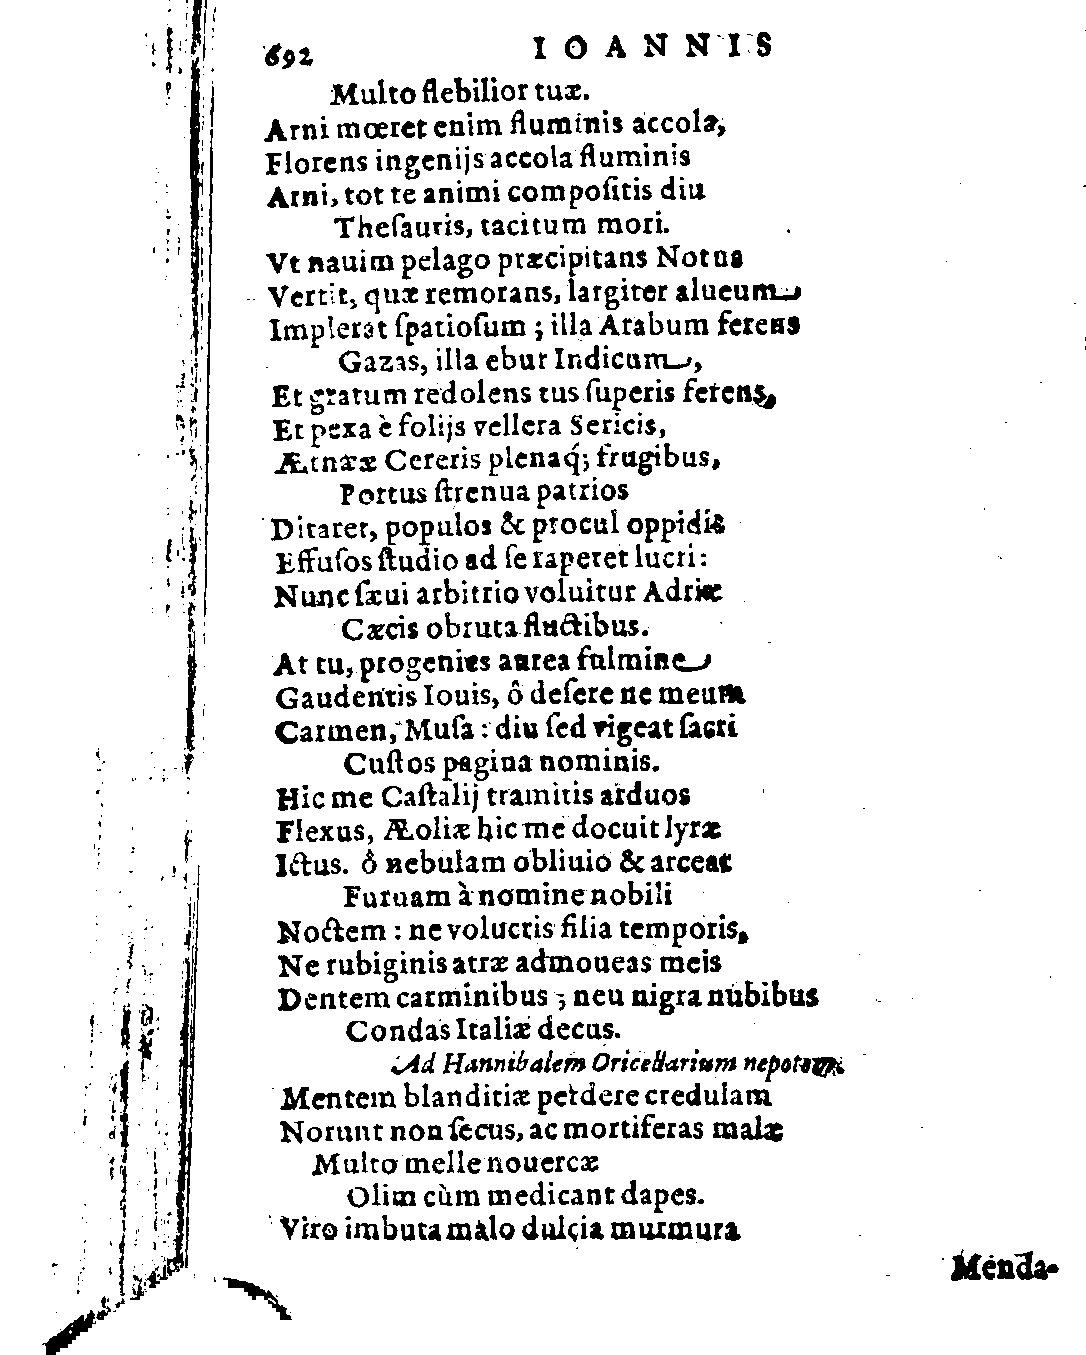 692 IOANNIS
Multo flebilior tuæ.
Arni mœret enim fluminis accola,
Florens ingenijs accola fluminis
Arni, tot te animi compoſitis diu
Theſauris, tacitum mori.
Vt nauim pelago præcipitans Notus
Vertit, quæ remorans, largiter alueum
Implerat ſpatioſum ; illa Arabum ferens
Gazas, illa ebur Indicum,
Et gratum redolens tus ſuperis ferens,
Et pexa è folijs vellera Sericis,
Ætnææ Cereris plenaq́; frugibus,
Portus ſtrenua patrios
Ditaret, populos & procul oppidis
Effuſos ſtudio ad ſe raperet lucri:
Nunc ſæui arbitrio voluitur Adriæ
Cæcis obruta fluctibus.
At tu, progenies aurea fulmine
Gaudentis Iouis, ô deſere ne meum
Carmen, Muſa : diu ſed vigeat ſacri
Cuſtos pagina nominis.
Hic me Caſtalij tramitis arduos
Flexus, Æoliæ hic me docuit lyræ
Ictus. ô nebulam obliuio & arceat
Furuam à nomine nobili
Noctem : ne volucris filia temporis,
Ne rubiginis atræ admoueas meis
Dentem carminibus ; neu nigra nubibus
Condas Italiæ decus.
Ad Hannibalem Oricellarium nepotem.
Mentem blanditiæ perdere credulam
Norunt non ſecus, ac mortiferas malæ
Multo melle nouercæ
Olim cùm medicant dapes.
Viro imbuta malo dulcia murmura
Menda-